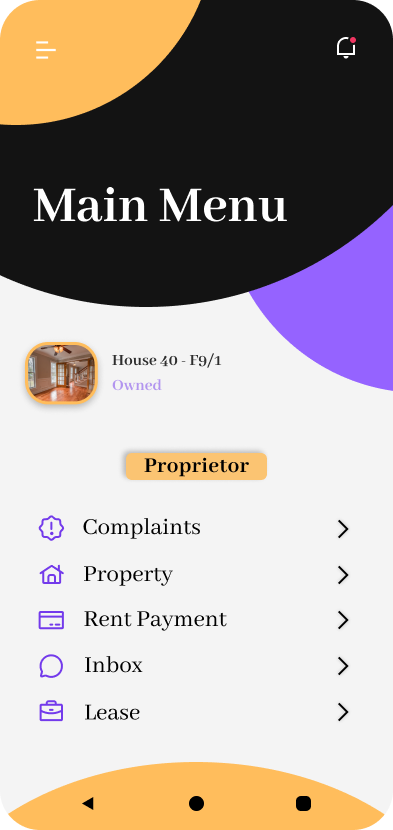 Main Menu
House 40 - F9/1
Owned
Proprietor
Complaints
Property
Rent Payment
Inbox
Lease